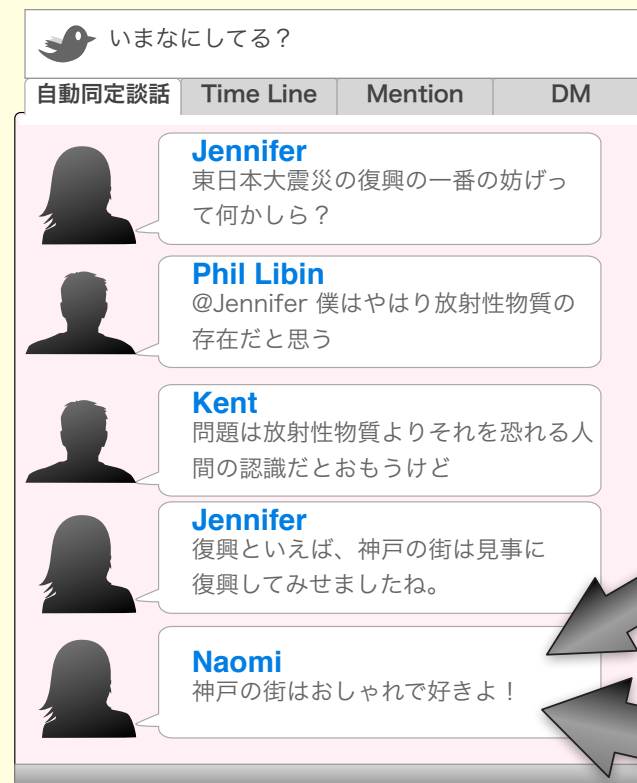 いまなにしてる？
自動同定談話 Time Line Mention DM
Jennifer
東日本大震災の復興の一番の妨げっ
て何かしら？
Phil Libin
@Jennifer 僕はやはり放射性物質の
存在だと思う
Kent
問題は放射性物質よりそれを恐れる人
間の認識だとおもうけど
Jennifer
復興といえば、神戸の街は見事に
復興してみせましたね。
Naomi
神戸の街はおしゃれで好きよ！